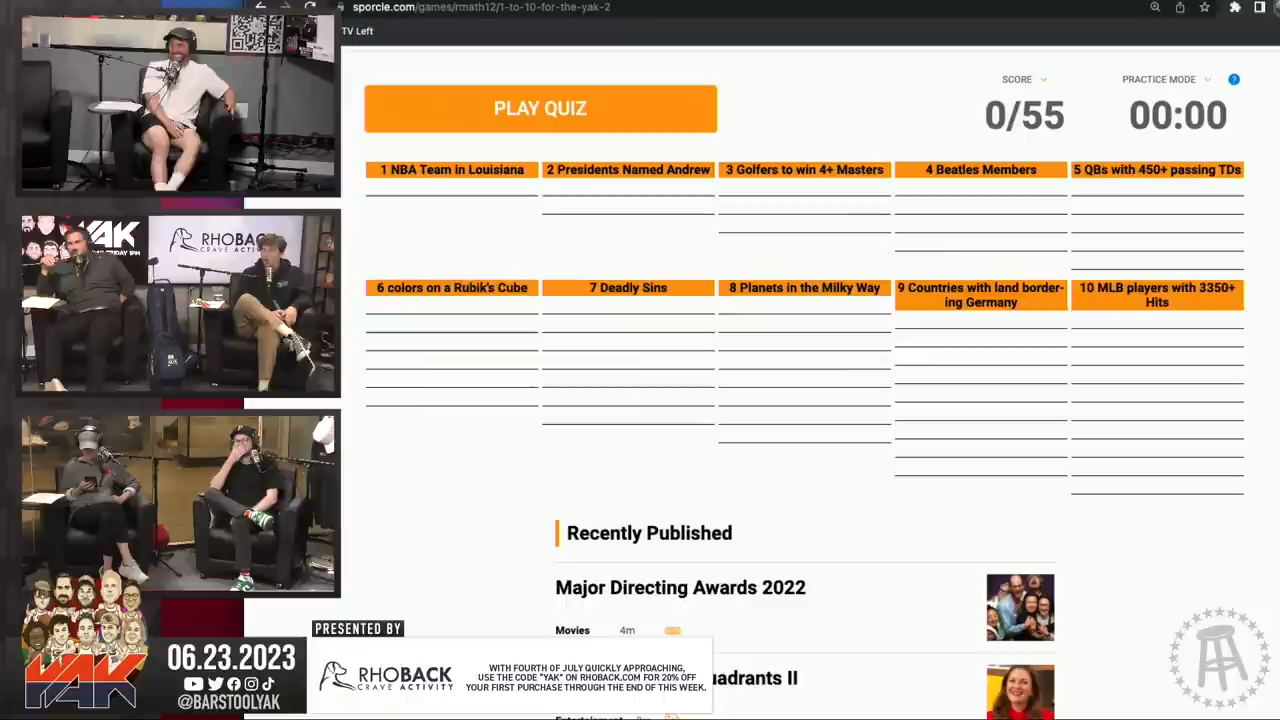 sporcle.com/games/rmath12/1-to-10-for-the-yak-2
TV Left
PLAY QUIZ
SCORE
0/55
PRACTICE MODE
?
00:00
1 NBA Team in Louisiana
2 Presidents Named Andrew
3 Golfers to win 4+ Masters
4 Beatles Members
5 QBs with 450+ passing TDs
6 colors on a Rubik's Cube
7 Deadly Sins
8 Planets in the Milky Way
9 Countries with land border-
ing Germany
10 MLB players with 3350+
Hits
Recently Published
Major Directing Awards 2022
Movies 4m
uadrants II
YAK
RHOBACK
CRAVE ACTIV
YAK
06.23.2023
@BARSTOOLYAK
PRESENTED BY
RHOBACK
CRAVE ACTIVITY
WITH FOURTH OF JULY QUICKLY APPROACHING,
USE THE CODE "YAK" ON RHOBACK.COM FOR 20% OFF
YOUR FIRST PURCHASE THROUGH THE END OF THIS WEEK.